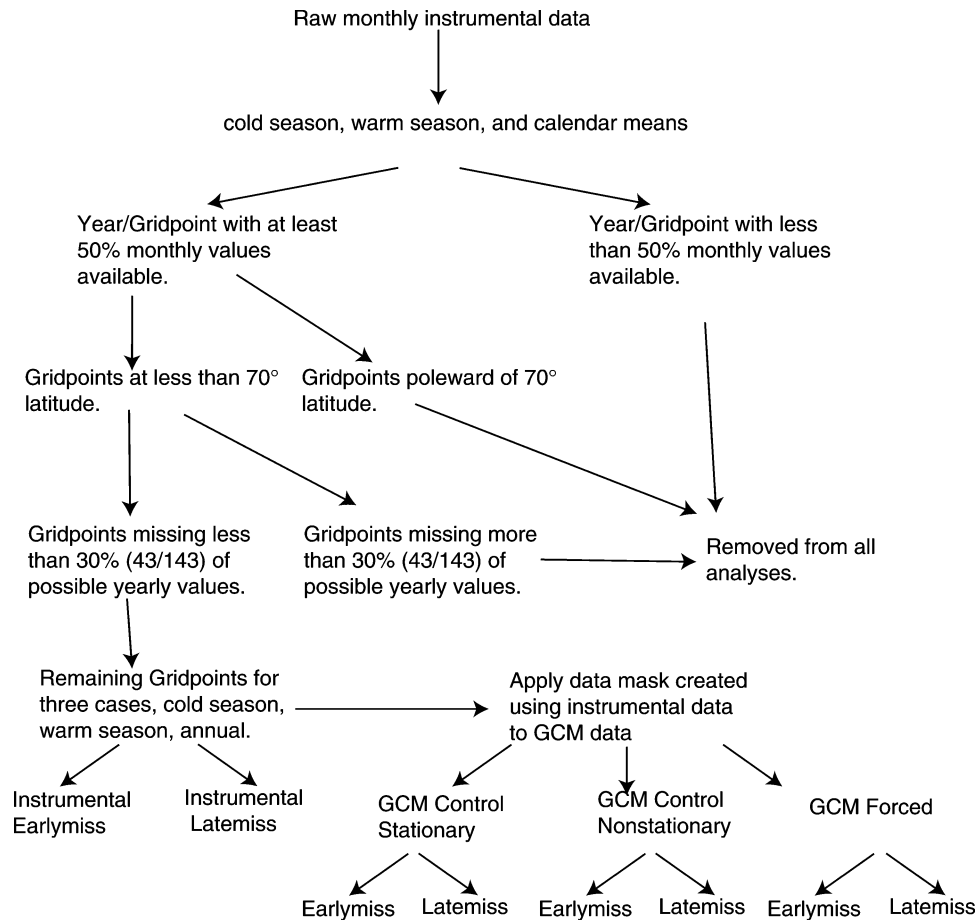 Raw monthly instrumental data
cold season, warm season, and calendar means
Year/Gridpoint with at least
50% monthly values
available.
Year/Gridpoint with less
than 50% monthly values
available.
Gridpoints at less than 70°
latitude.
Gridpoints poleward of 70°
latitude.
Gridpoints missing less
than 30% (43/143) of
possible yearly values.
Gridpoints missing more
than 30% (43/143) of
possible yearly values.
Removed from all
analyses.
Remaining Gridpoints for
three cases, cold season,
warm season, annual.
Apply data mask created
using instrumental data
to GCM data
Instrumental
Earlymiss
Instrumental
Latemiss
GCM Control
Stationary
GCM Control
Nonstationary
GCM Forced
Earlymiss
Latemiss
Earlymiss
Latemiss
Earlymiss
Latemiss